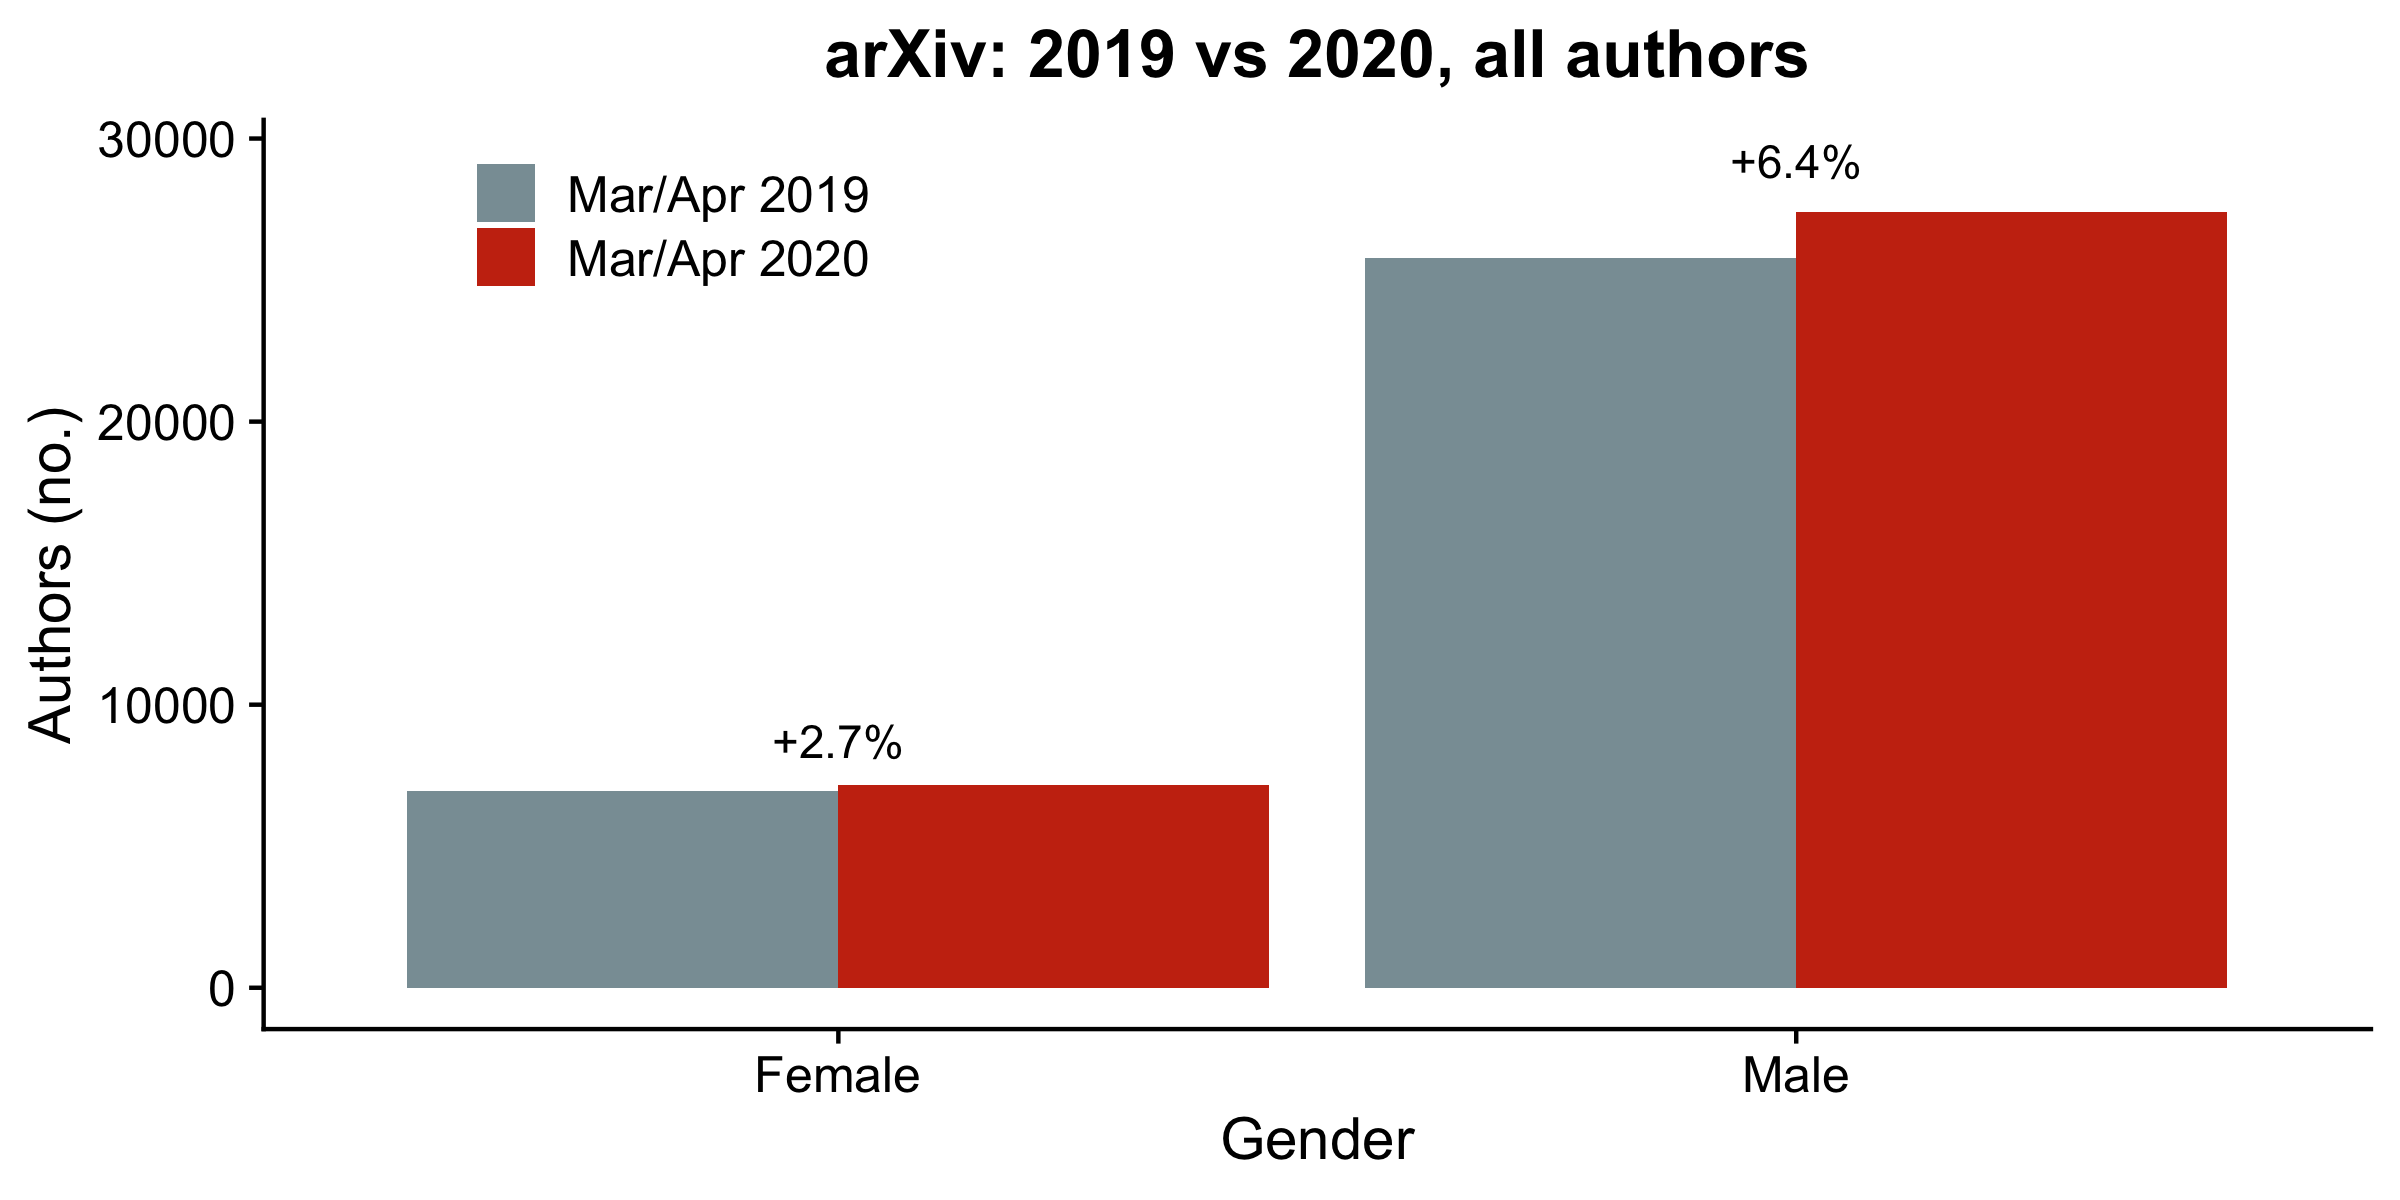 arXiv: 2019 vs 2020, all authors
30000
20000
10000
0
Authors (no.)
Mar/Apr 2019
Mar/Apr 2020
+2.7%
+6.4%
Female
Male
Gender